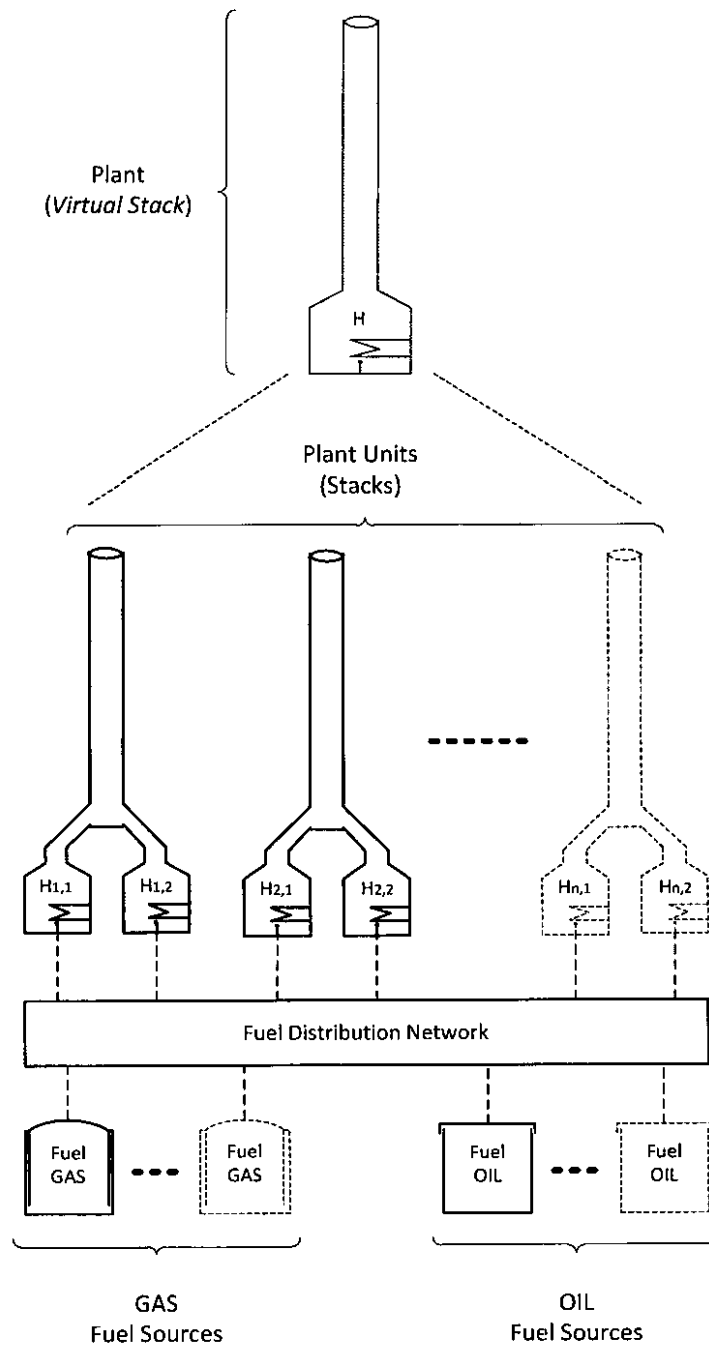 Plant
(Virtual Stack)
H
Plant Units
(Stacks)
H1,1
H1,2
H2,1
H2,2
Hn,1
Hn,2
Fuel Distribution Network
Fuel
GAS
Fuel
GAS
Fuel
OIL
Fuel
OIL
GAS
Fuel Sources
OIL
Fuel Sources